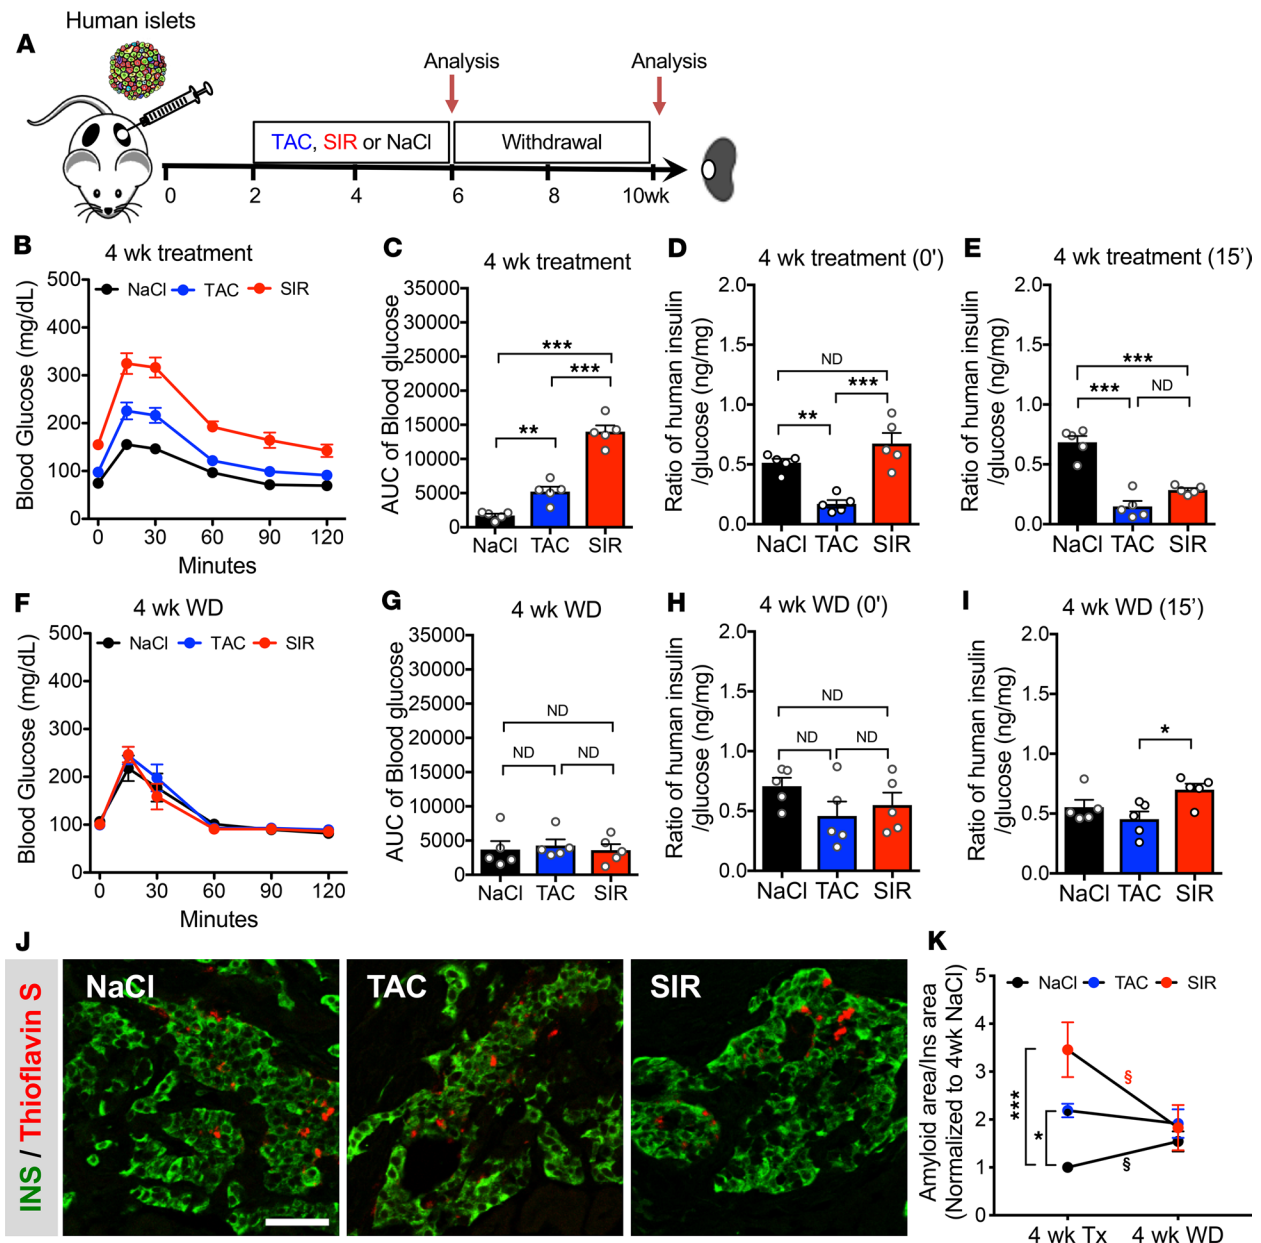 Human islets
A
Analysis
Analysis
TAC, SIR or NaCl
Withdrawal
0
2
4
6
8
10wk
B
4 wk treatment
Blood Glucose (mg/dL)
500
400
300
200
100
0
NaCl
TAC
SIR
0
30
60
90
120
Minutes
C
4 wk treatment
AUC of Blood glucose
35000
30000
25000
20000
15000
10000
5000
0
***
***
**
NaCl
TAC
SIR
D
4 wk treatment (0')
Ratio of human insulin
/glucose (ng/mg)
2.0
1.5
1.0
0.5
0.0
ND
***
**
NaCl
TAC
SIR
E
4 wk treatment (15')
Ratio of human insulin
/glucose (ng/mg)
2.0
1.5
1.0
0.5
0.0
***
***
ND
NaCl
TAC
SIR
F
4 wk WD
Blood Glucose (mg/dL)
500
400
300
200
100
0
NaCl
TAC
SIR
0
30
60
90
120
Minutes
G
4 wk WD
AUC of Blood glucose
35000
30000
25000
20000
15000
10000
5000
0
ND
ND
ND
NaCl
TAC
SIR
H
4 wk WD (0')
Ratio of human insulin
/glucose (ng/mg)
2.0
1.5
1.0
0.5
0.0
ND
ND
ND
NaCl
TAC
SIR
I
4 wk WD (15')
Ratio of human insulin
/glucose (ng/mg)
2.0
1.5
1.0
0.5
0.0
*
NaCl
TAC
SIR
J
INS / Thioflavin S
NaCl
TAC
SIR
K
Amyloid area/Ins area
(Normalized to 4wk NaCl)
5
4
3
2
1
0
NaCl
TAC
SIR
***
*
§
§
4 wk Tx
4 wk WD